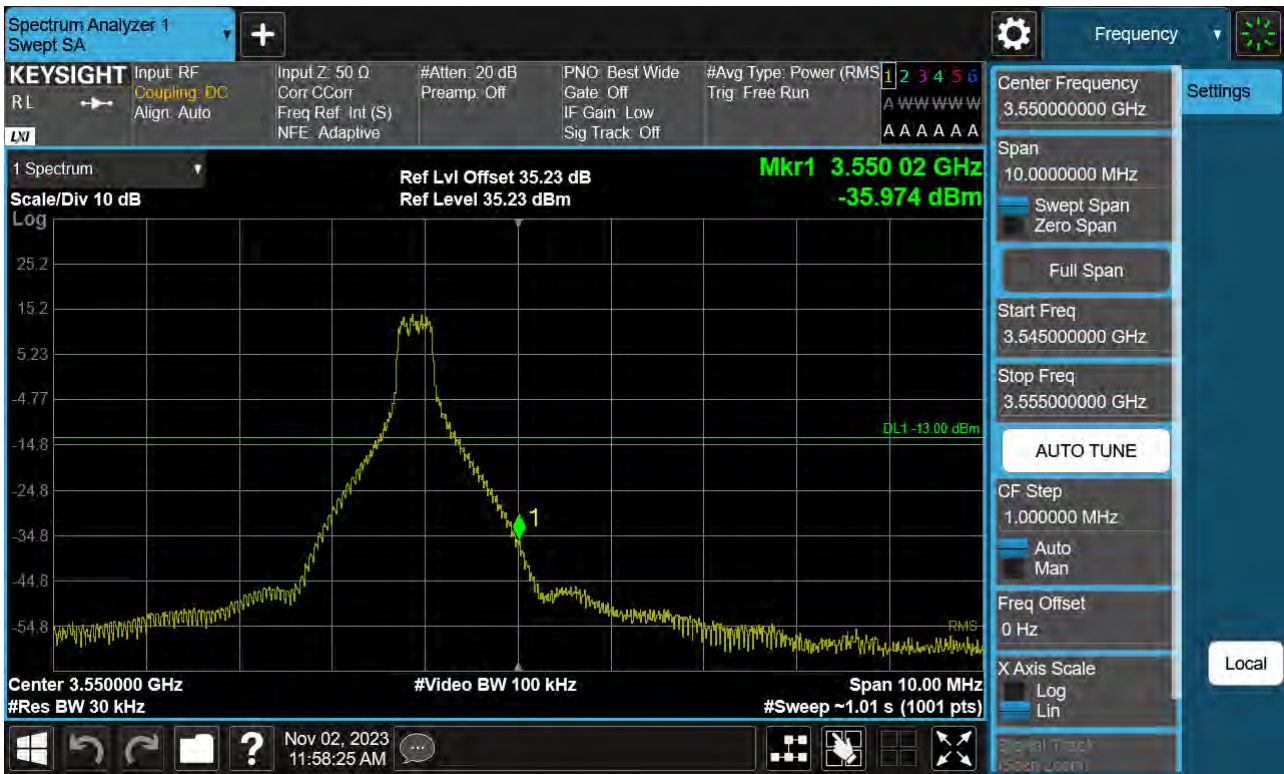 Spectrum Analyzer 1
Swept SA
Frequency
KEYSIGHT
RL
LXI
Input: RF
Coupling: DC
Align: Auto
Input Z: 50 Ω
Corr CCorr
Freq Ref: Int (S)
NFE: Adaptive
#Atten: 20 dB
Preamp: Off
PNO: Best Wide
Gate: Off
IF Gain: Low
Sig Track: Off
#Avg Type: Power (RMS
Trig: Free Run
1 2 3 4 5 6
A W W W W W
A A A A A A
1 Spectrum
Scale/Div 10 dB
Log
Ref Lvl Offset 35.23 dB
Ref Level 35.23 dBm
Mkr1 3.550 02 GHz
-35.974 dBm
25.2
15.2
5.23
-4.77
-14.8
-24.8
-34.8
-44.8
-54.8
DL1 -13.00 dBm
1
RMS
Center 3.550000 GHz
#Res BW 30 kHz
#Video BW 100 kHz
Span 10.00 MHz
#Sweep ~1.01 s (1001 pts)
Center Frequency
3.550000000 GHz
Span
10.0000000 MHz
Swept Span
Zero Span
Full Span
Start Freq
3.545000000 GHz
Stop Freq
3.555000000 GHz
AUTO TUNE
CF Step
1.000000 MHz
Auto
Man
Freq Offset
0 Hz
X Axis Scale
Log
Lin
Signal Track
(Span Zoom)
Settings
Local
?
Nov 02, 2023
11:58:25 AM